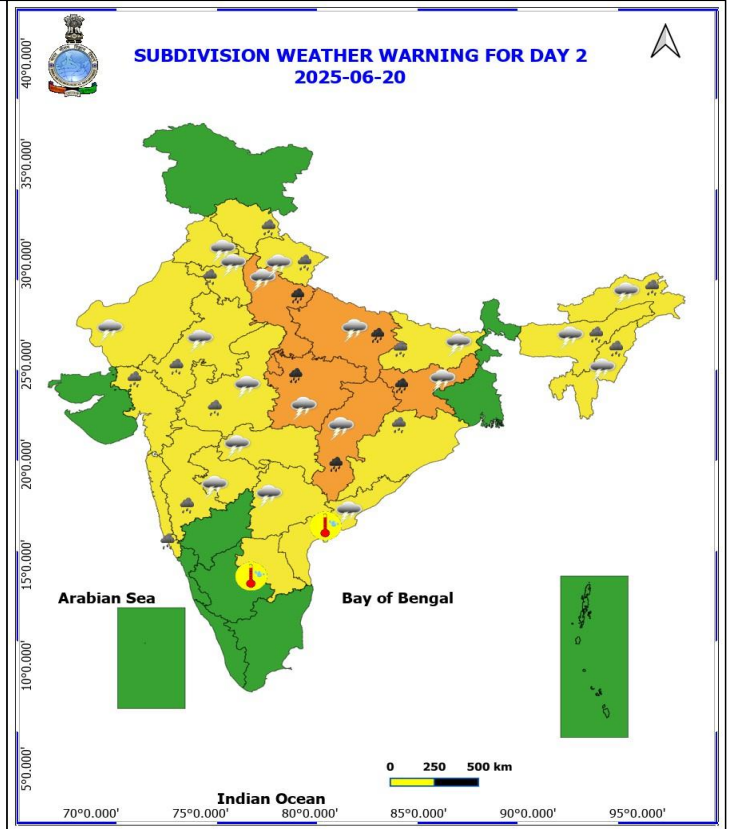 SUBDIVISION WEATHER WARNING FOR DAY 2
2025-06-20
40°0.000'
35°0.000'
30°0.000'
25°0.000'
20°0.000'
15°0.000'
10°0.000'
5°0.000'
Arabian Sea
Bay of Bengal
0 250 500 km
Indian Ocean
70°0.000' 75°0.000' 80°0.000' 85°0.000' 90°0.000' 95°0.000'